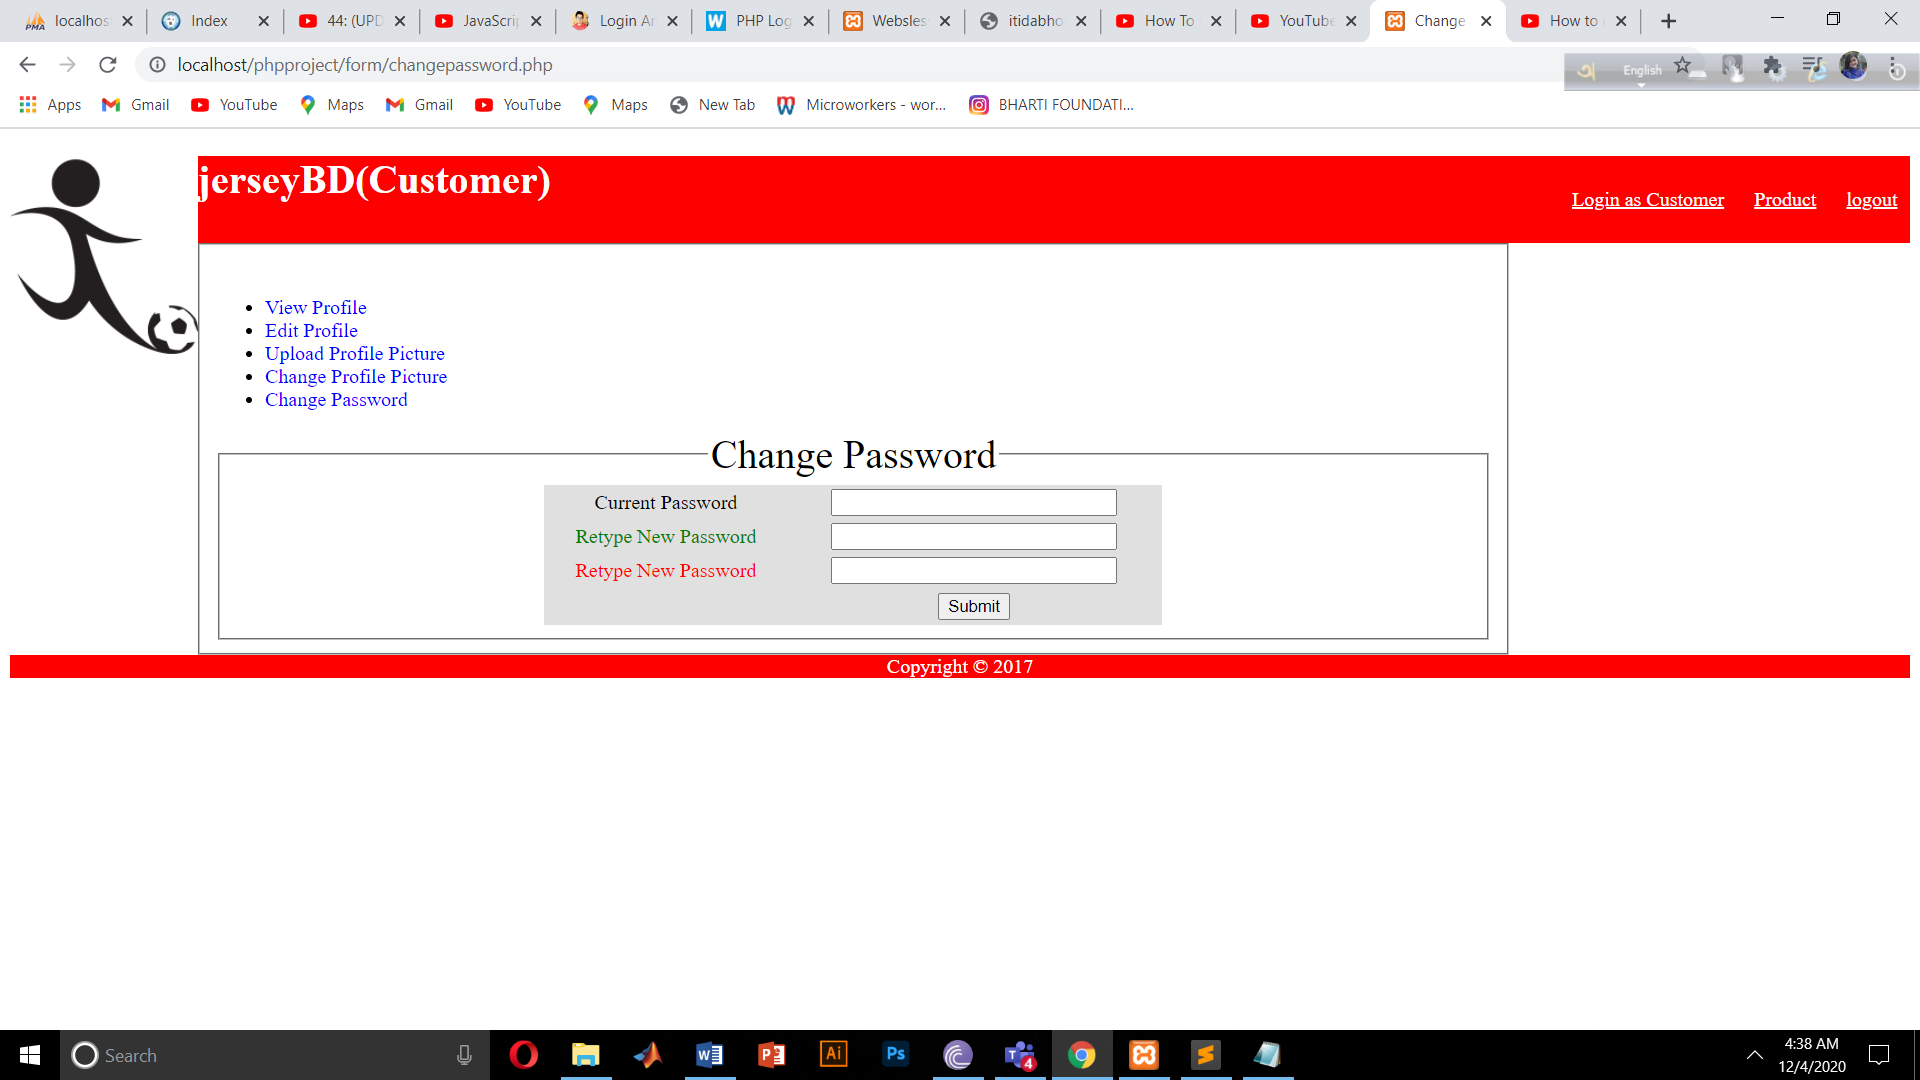 localhos Index 44: (UPD JavaScrip Login An PHP Log Websles itidabho How To YouTube Change How to
localhost/phpproject/form/changepassword.php English
Apps Gmail YouTube Maps Gmail YouTube Maps New Tab Microworkers - wor... BHARTI FOUNDATI...
jerseyBD(Customer)
Login as Customer Product logout
View Profile
Edit Profile
Upload Profile Picture
Change Profile Picture
Change Password
Change Password
Current Password
Retype New Password
Retype New Password
Submit
Copyright © 2017
Search
4:38 AM
12/4/2020